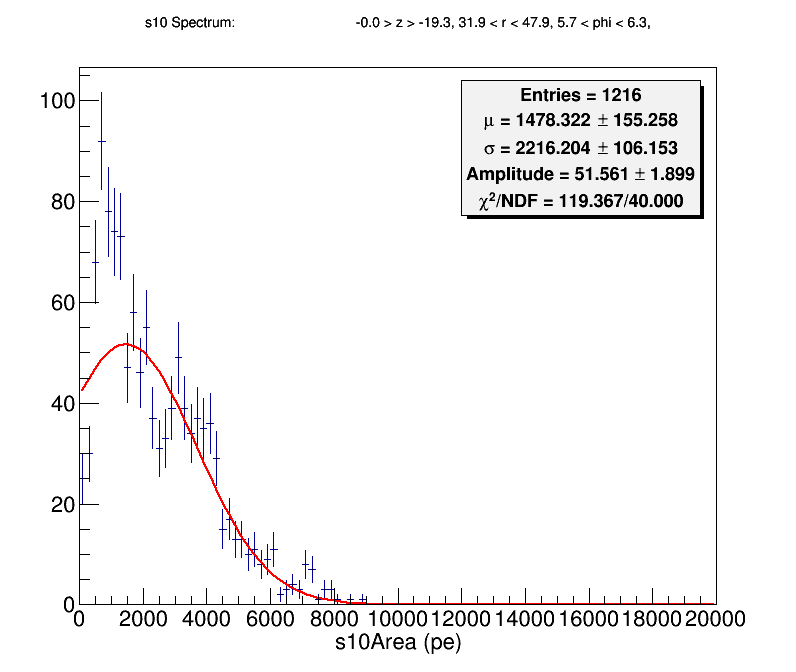 s10 Spectrum: -0.0 > z > -19.3, 31.9 < r < 47.9, 5.7 < phi < 6.3,
Entries = 1216
μ = 1478.322 ± 155.258
σ = 2216.204 ± 106.153
Amplitude = 51.561 ± 1.899
χ²/NDF = 119.367/40.000
100
80
60
40
20
0
0 2000 4000 6000 8000 10000 12000 14000 16000 18000 20000
s10Area (pe)